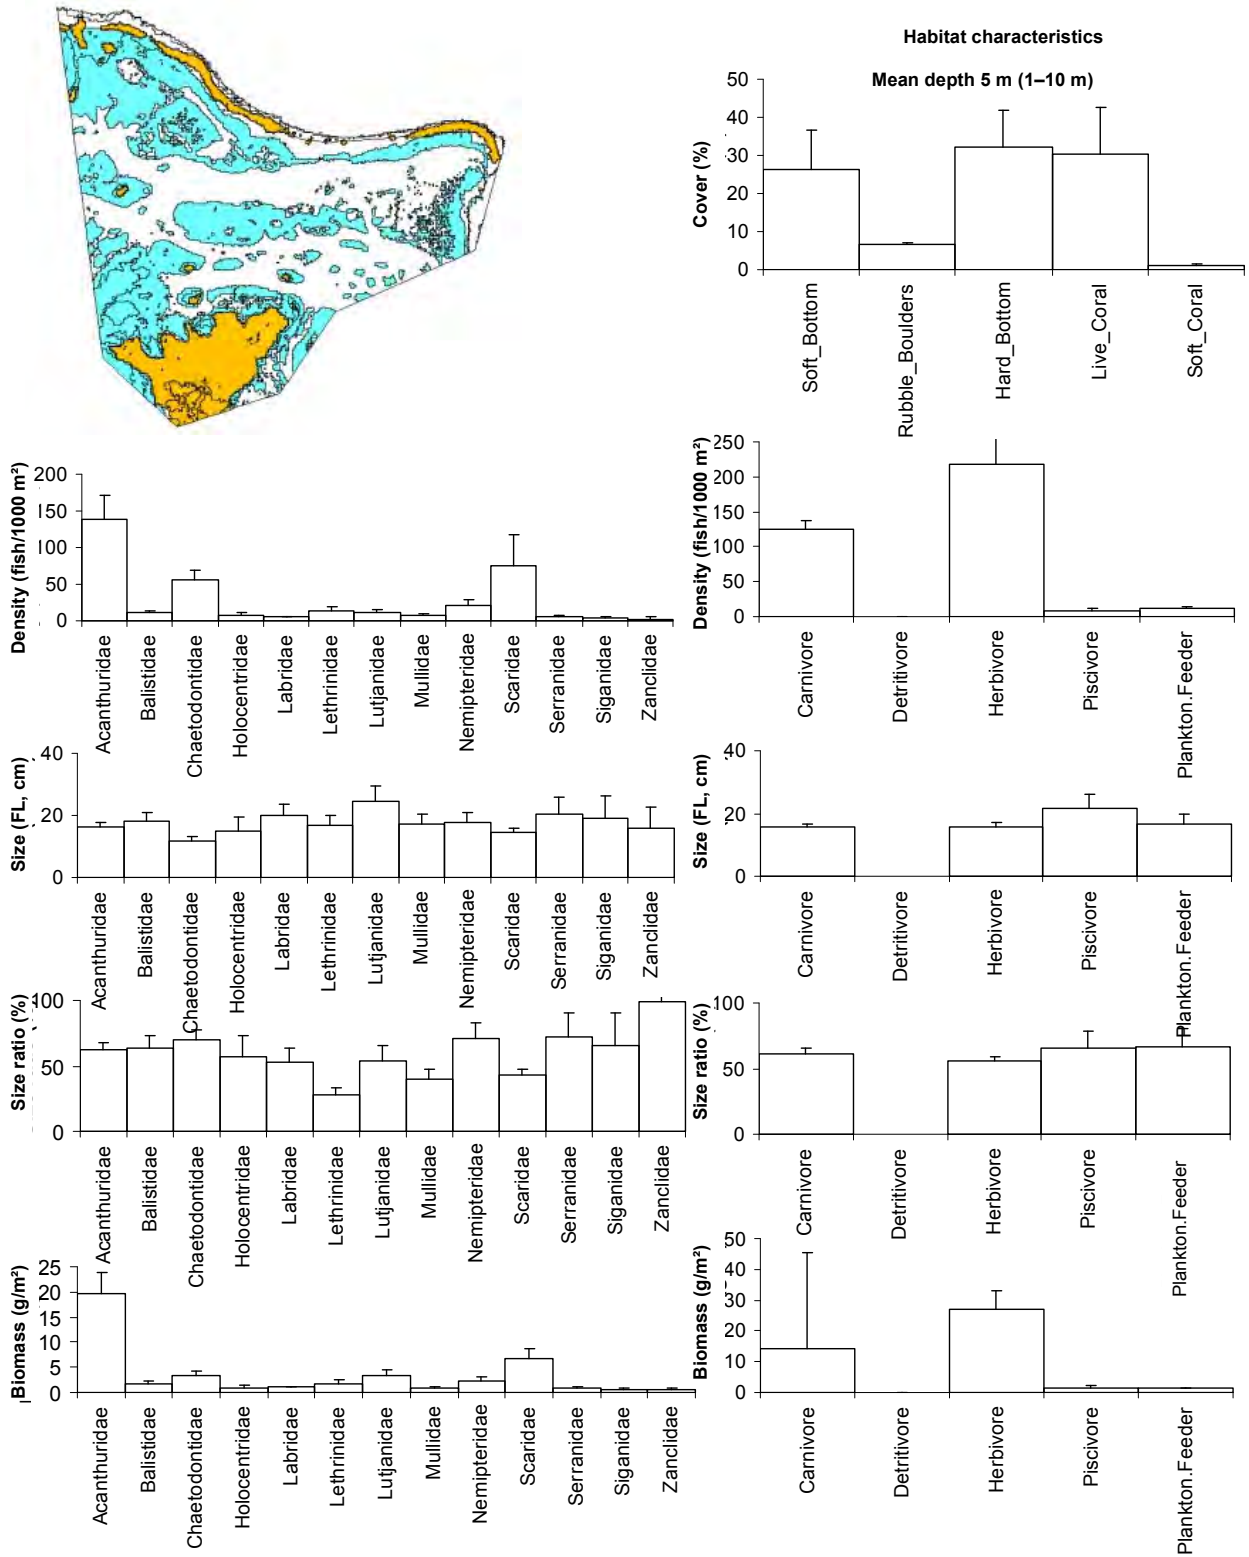 Habitat characteristics
Mean depth 5 m (1–10 m)
Cover (%)
50
40
30
20
10
0
Soft_Bottom
Rubble_Boulders
Hard_Bottom
Live_Coral
Soft_Coral
Density (fish/1000 m²)
200
150
100
50
0
Acanthuridae
Balistidae
Chaetodontidae
Holocentridae
Labridae
Lethrinidae
Lutjanidae
Mullidae
Nemipteridae
Scaridae
Serranidae
Siganidae
Zanclidae
Density (fish/1000 m²)
250
200
150
100
50
0
Carnivore
Detritivore
Herbivore
Piscivore
Plankton.Feeder
Size (FL, cm)
40
20
0
Acanthuridae
Balistidae
Chaetodontidae
Holocentridae
Labridae
Lethrinidae
Lutjanidae
Mullidae
Nemipteridae
Scaridae
Serranidae
Siganidae
Zanclidae
Size (FL, cm)
40
20
0
Carnivore
Detritivore
Herbivore
Piscivore
Plankton.Feeder
Size ratio (%)
100
50
0
Acanthuridae
Balistidae
Chaetodontidae
Holocentridae
Labridae
Lethrinidae
Lutjanidae
Mullidae
Nemipteridae
Scaridae
Serranidae
Siganidae
Zanclidae
Size ratio (%)
100
50
0
Carnivore
Detritivore
Herbivore
Piscivore
Plankton.Feeder
Biomass (g/m²)
25
20
15
10
5
0
Acanthuridae
Balistidae
Chaetodontidae
Holocentridae
Labridae
Lethrinidae
Lutjanidae
Mullidae
Nemipteridae
Scaridae
Serranidae
Siganidae
Zanclidae
Biomass (g/m²)
50
40
30
20
10
0
Carnivore
Detritivore
Herbivore
Piscivore
Plankton.Feeder